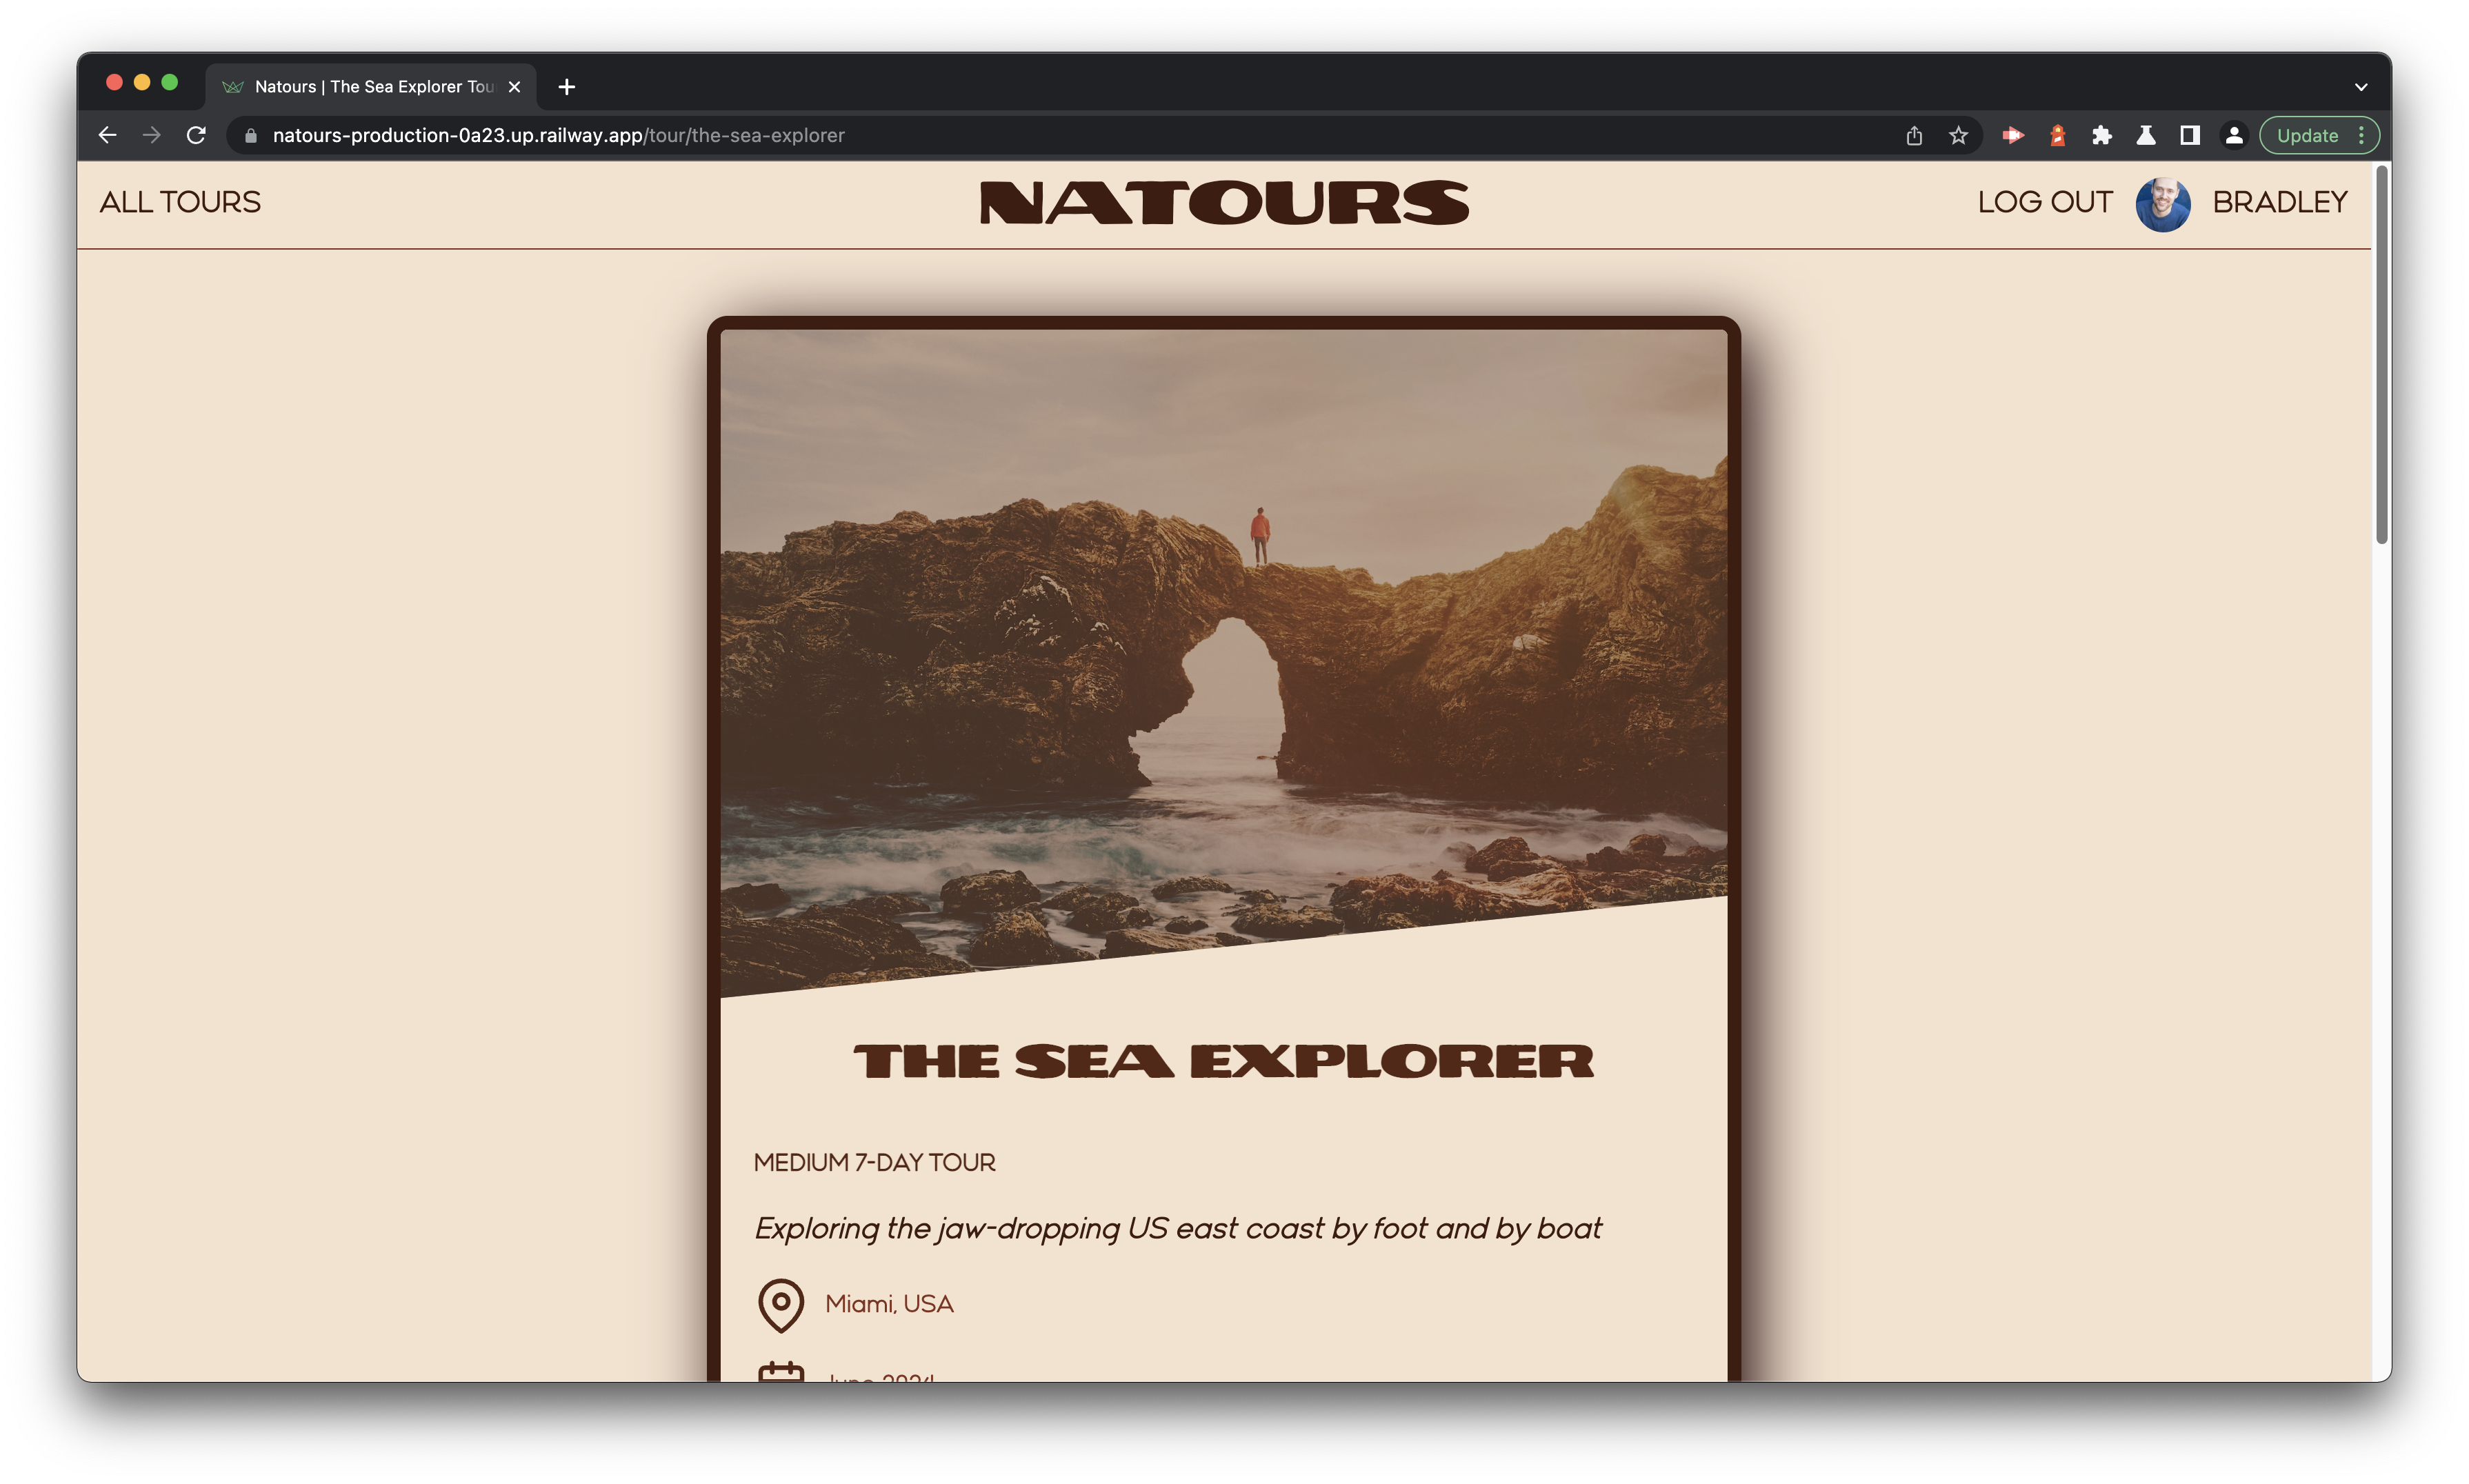 Natours | The Sea Explorer Tou
natours-production-0a23.up.railway.app/tour/the-sea-explorer
Update
ALL TOURS
NATOURS
LOG OUT
BRADLEY
THE SEA EXPLORER
MEDIUM 7-DAY TOUR
Exploring the jaw-dropping US east coast by foot and by boat
Miami, USA